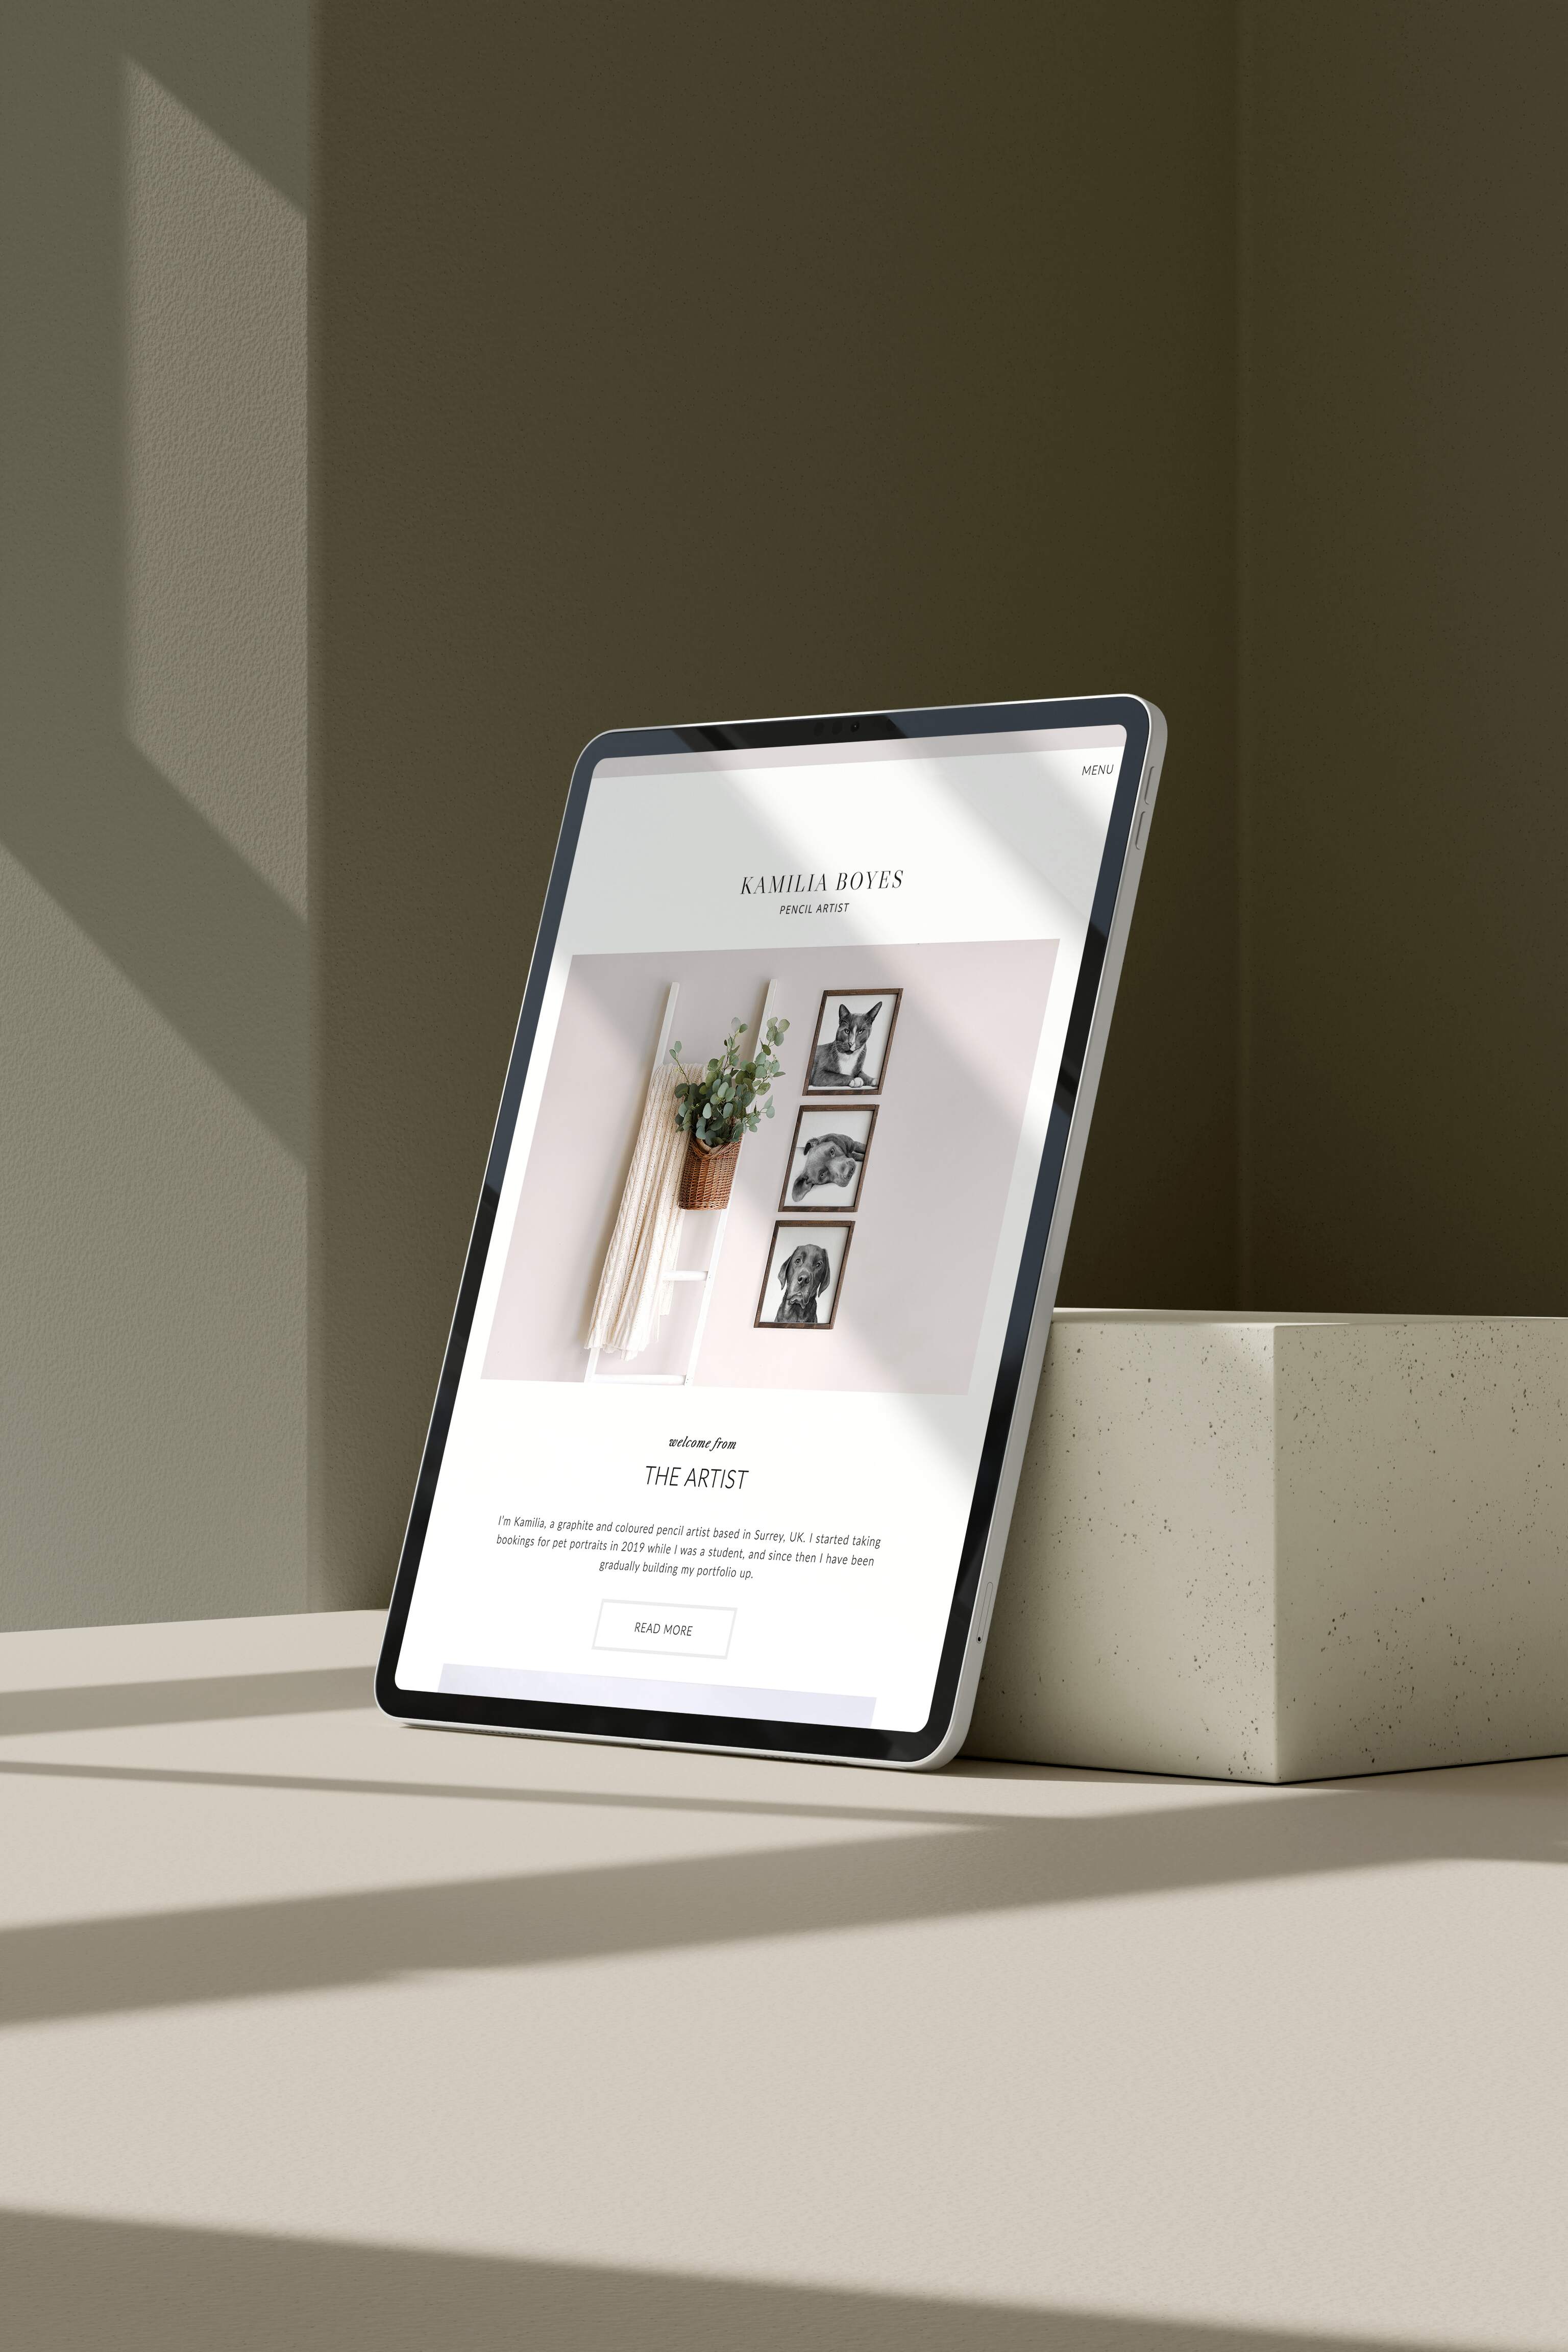 MENU
KAMILIA BOYES
PENCIL ARTIST
welcome from
THE ARTIST
I'm Kamilia, a graphite and coloured pencil artist based in Surrey, UK. I started taking
bookings for pet portraits in 2019 while I was a student, and since then I have been
gradually building my portfolio up.
READ MORE